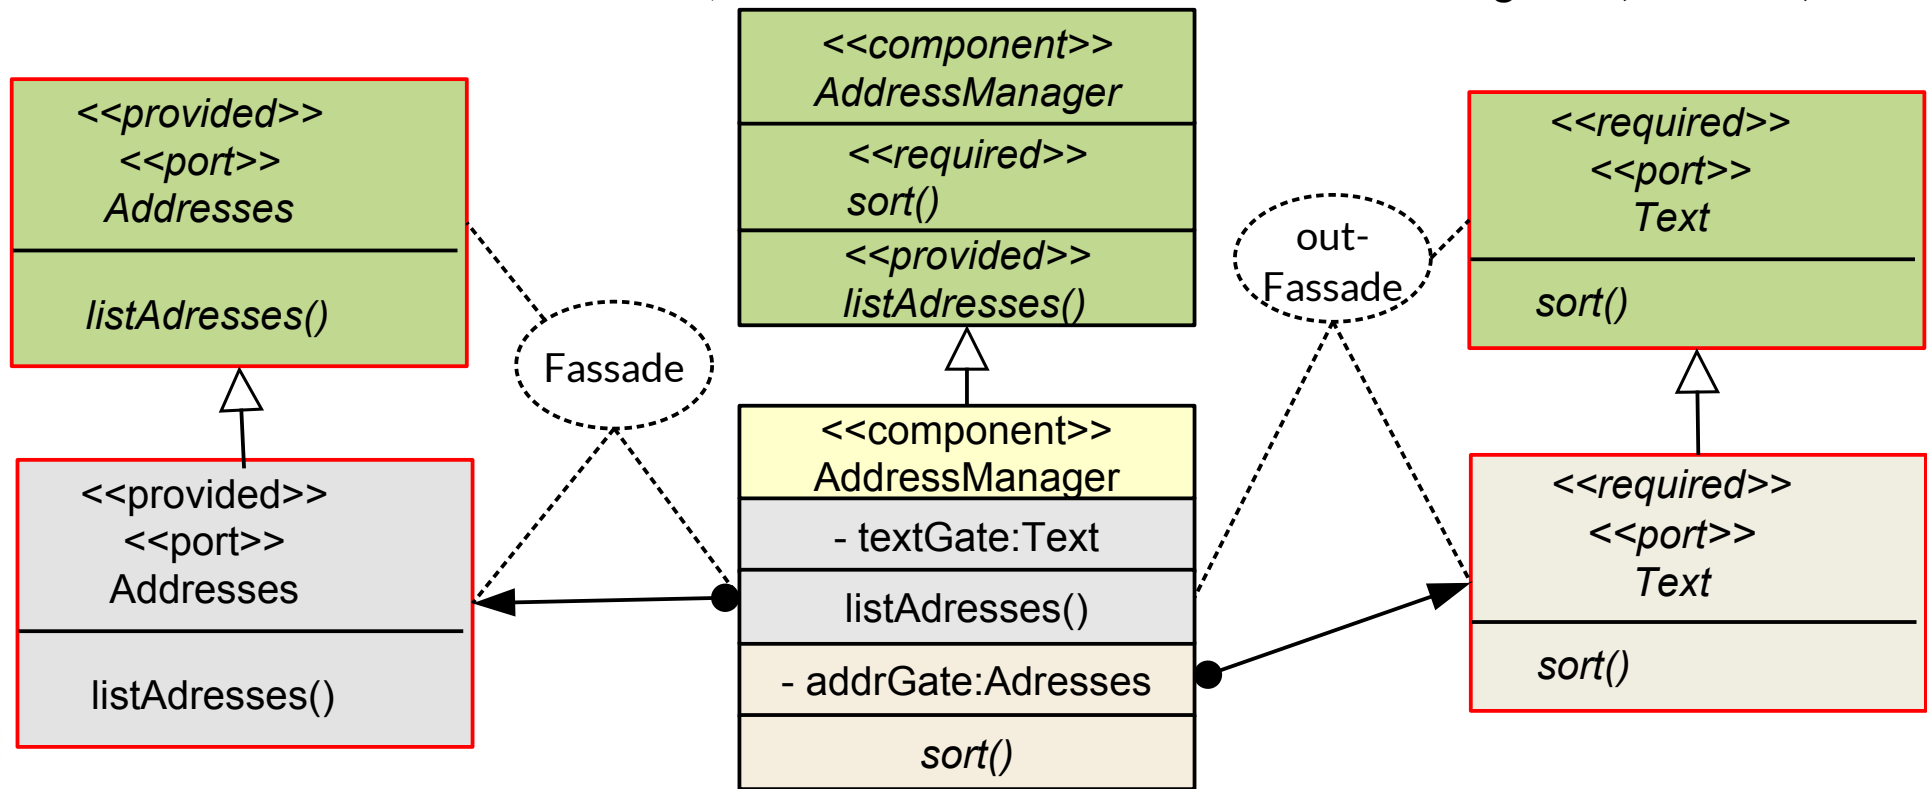 <<provided>>
<<port>>
Addresses
listAdresses()
<<component>>
AddressManager
<<required>>
sort()
<<provided>>
listAdresses()
<<required>>
<<port>>
Text
sort()
Fassade
out-
Fassade
<<provided>>
<<port>>
Addresses
listAdresses()
<<component>>
AddressManager
- textGate:Text
listAdresses()
- addrGate:Adresses
sort()
<<required>>
<<port>>
Text
sort()